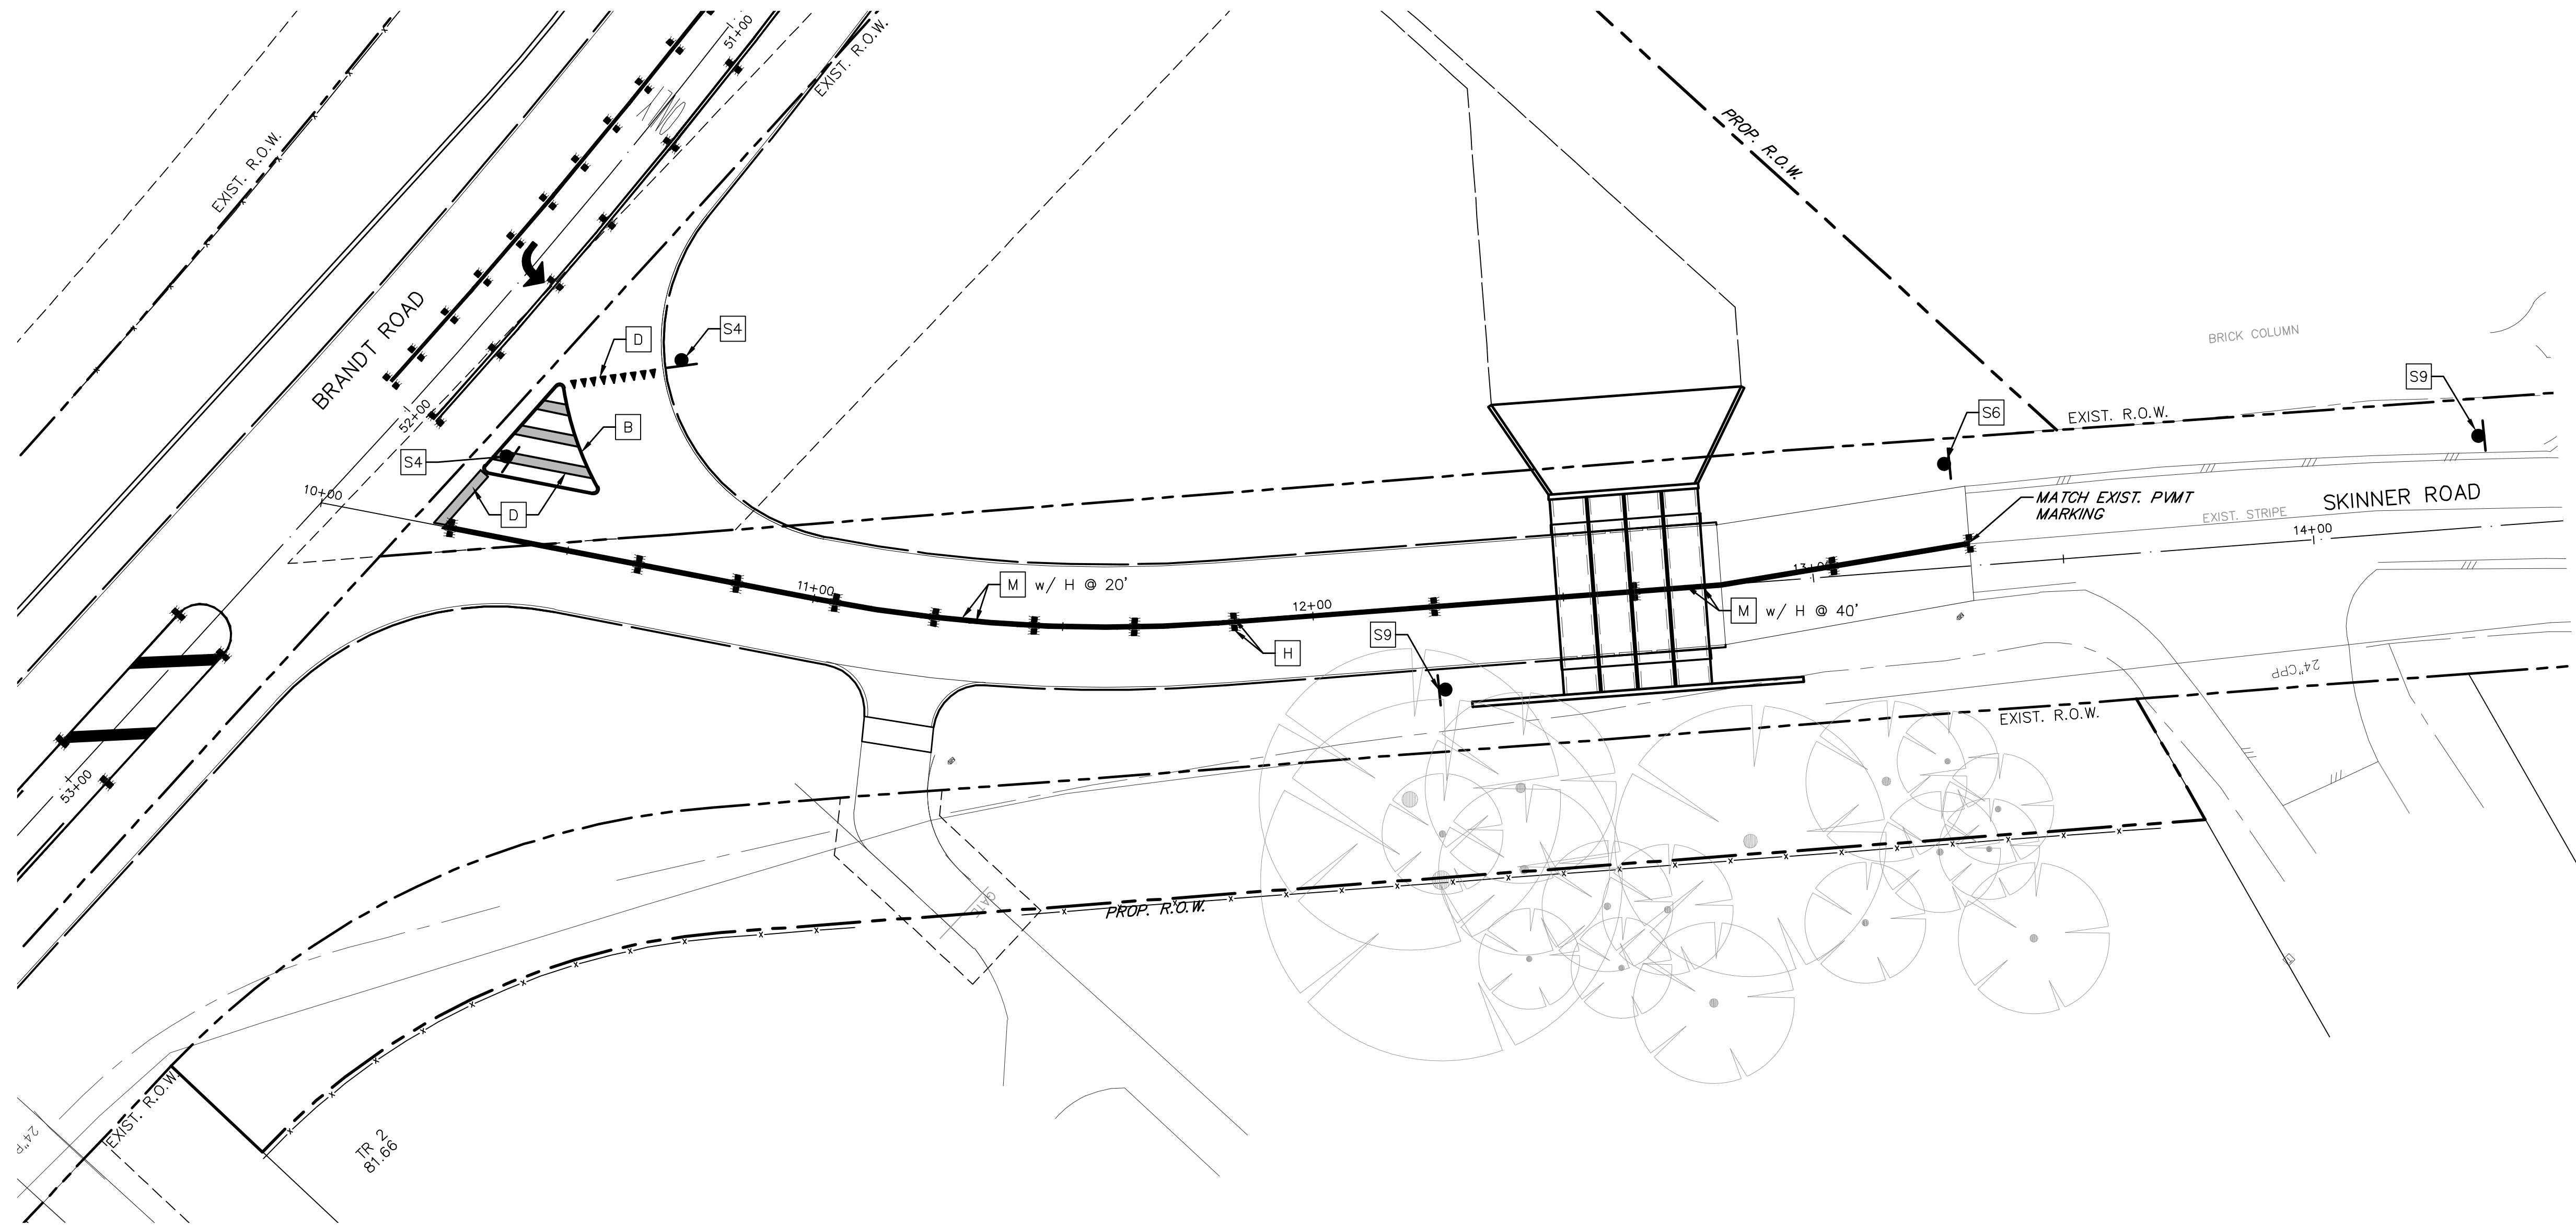 51+00
EXIST. R.O.W.
ONLY
EXIST. R.O.W.
PROP. R.O.W.
BRANDT ROAD
S4
D
BRICK COLUMN
S9
52+00
B
S6
EXIST. R.O.W.
S4
10+00
D
MATCH EXIST. PVMT
MARKING
SKINNER ROAD
EXIST. STRIPE
14+00
13+00
11+00
M w/ H @ 20'
12+00
M w/ H @ 40'
S9
H
24"CPP
EXIST. R.O.W.
53+00
GATE
PROP. R.O.W.
EXIST. R.O.W.
24"P
TR 2
81.66